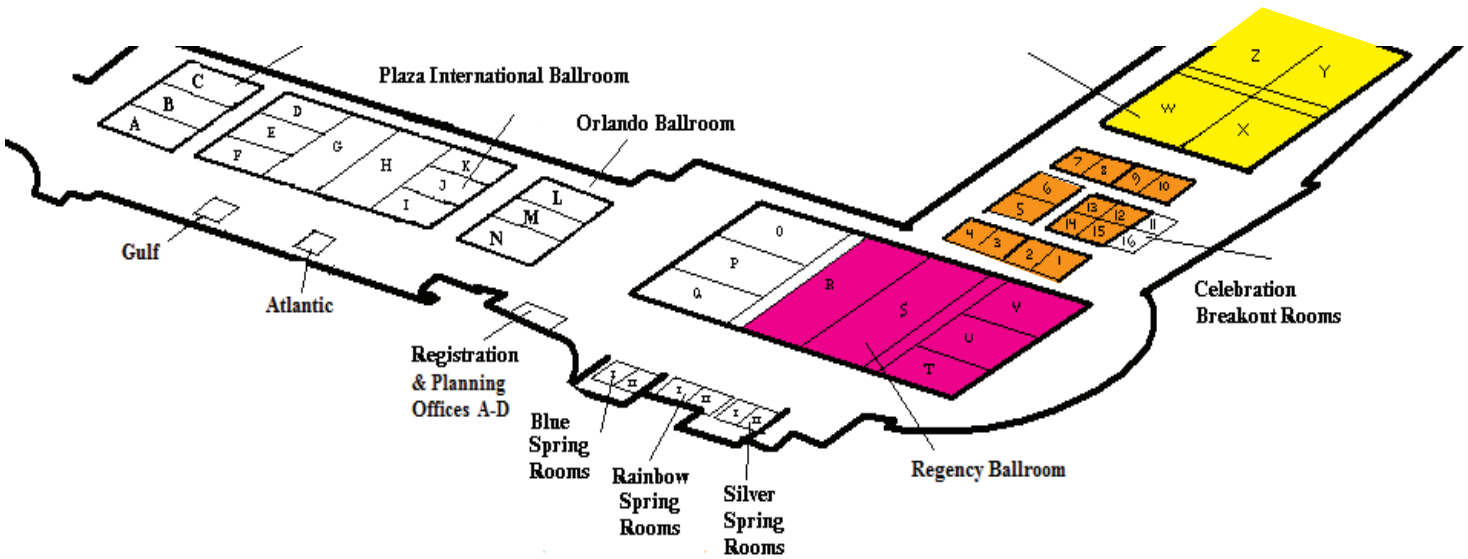 Z
Y
W
X
C
B
A
Plaza International Ballroom
D
E
F
G
H
K
J
I
Orlando Ballroom
L
M
N
7 8 9 10
6
5
13 12 11
14 15 16
4 3 2 1
O
P
Q
R
S
V
U
T
Gulf
Atlantic
Registration
& Planning
Offices A-D
I II
I II
I II
Blue
Spring
Rooms
Rainbow
Spring
Rooms
Silver
Spring
Rooms
Regency Ballroom
Celebration
Breakout Rooms